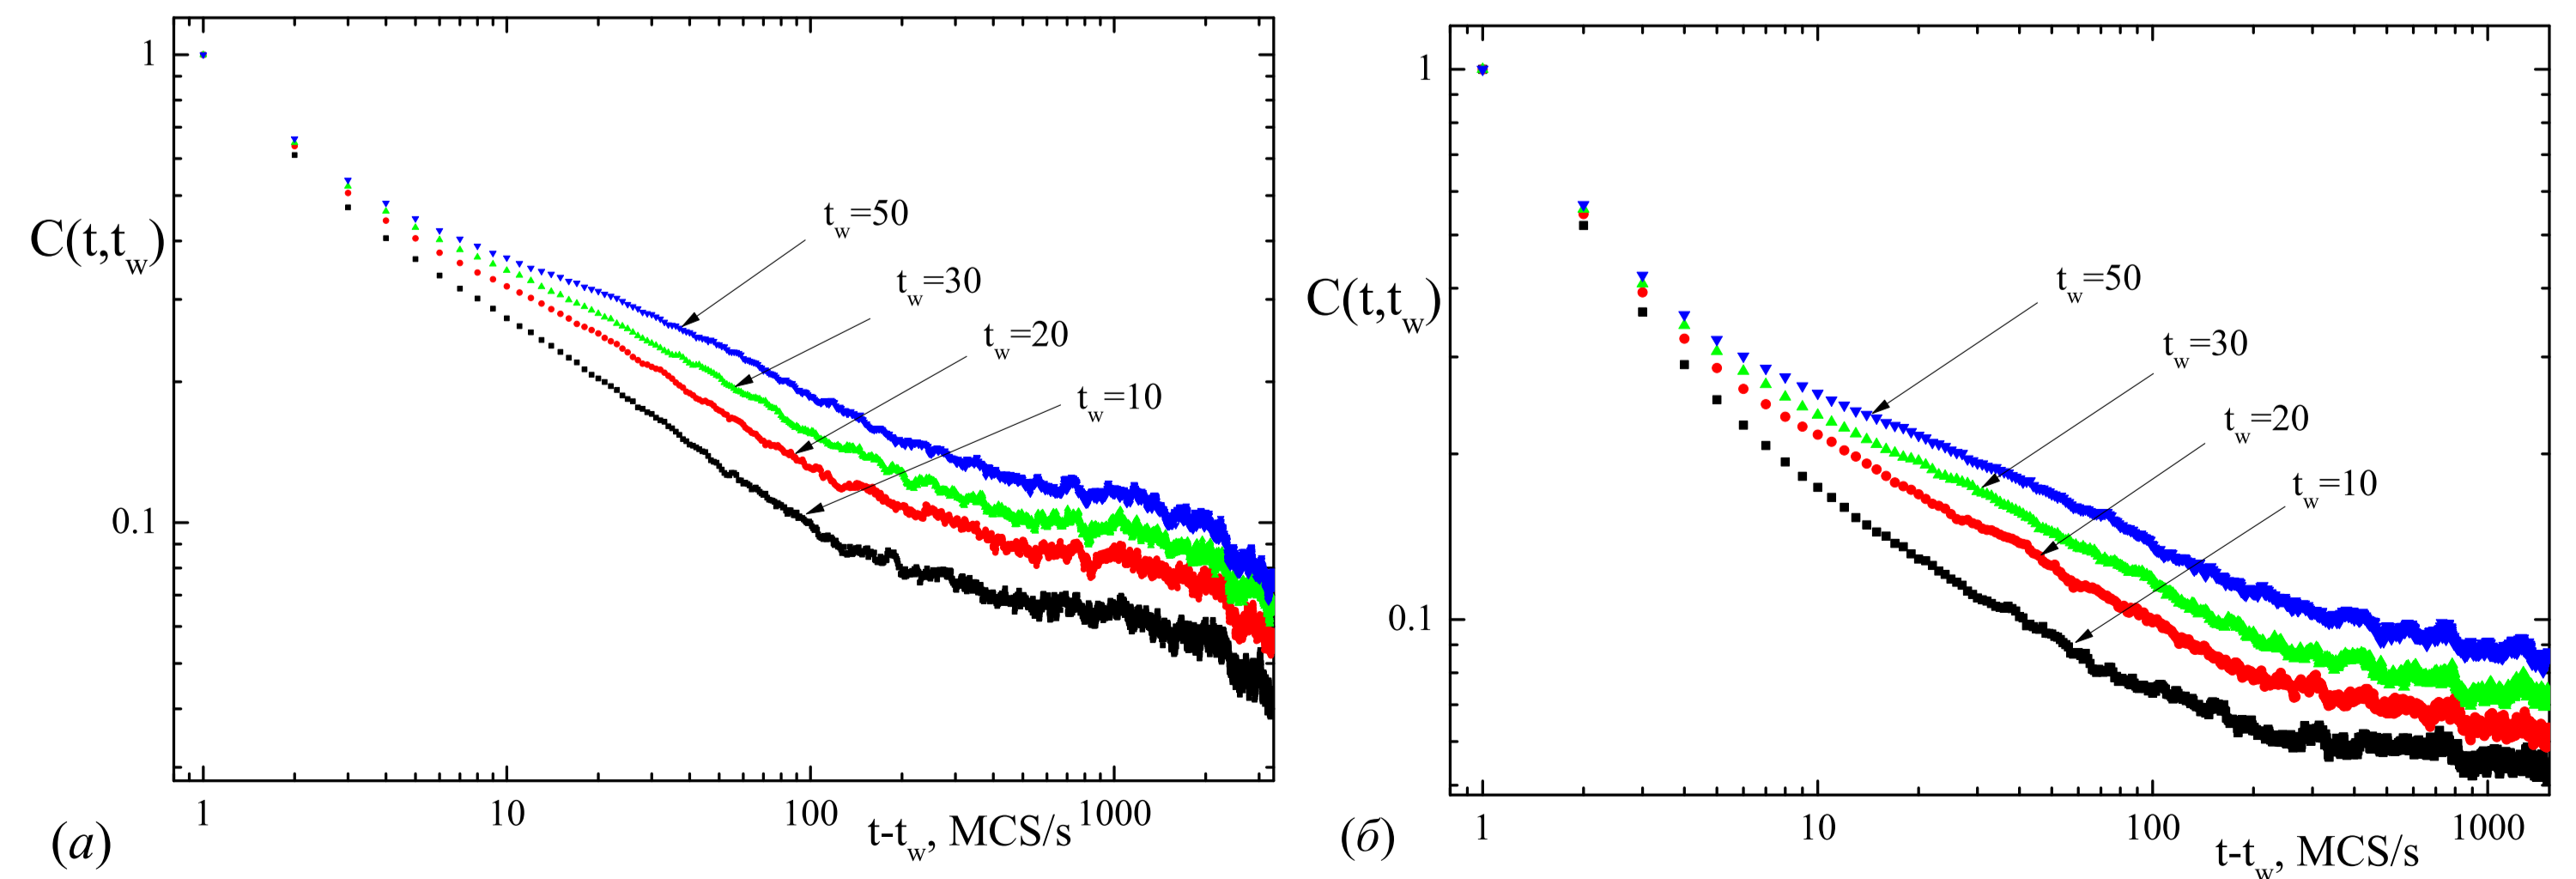 1
0.1
C(t,t_w)
t_w=50
t_w=30
t_w=20
t_w=10
1 10 100 1000
t-t_w, MCS/s
(а)
1
0.1
C(t,t_w)
t_w=50
t_w=30
t_w=20
t_w=10
1 10 100 1000
t-t_w, MCS/s
(б)